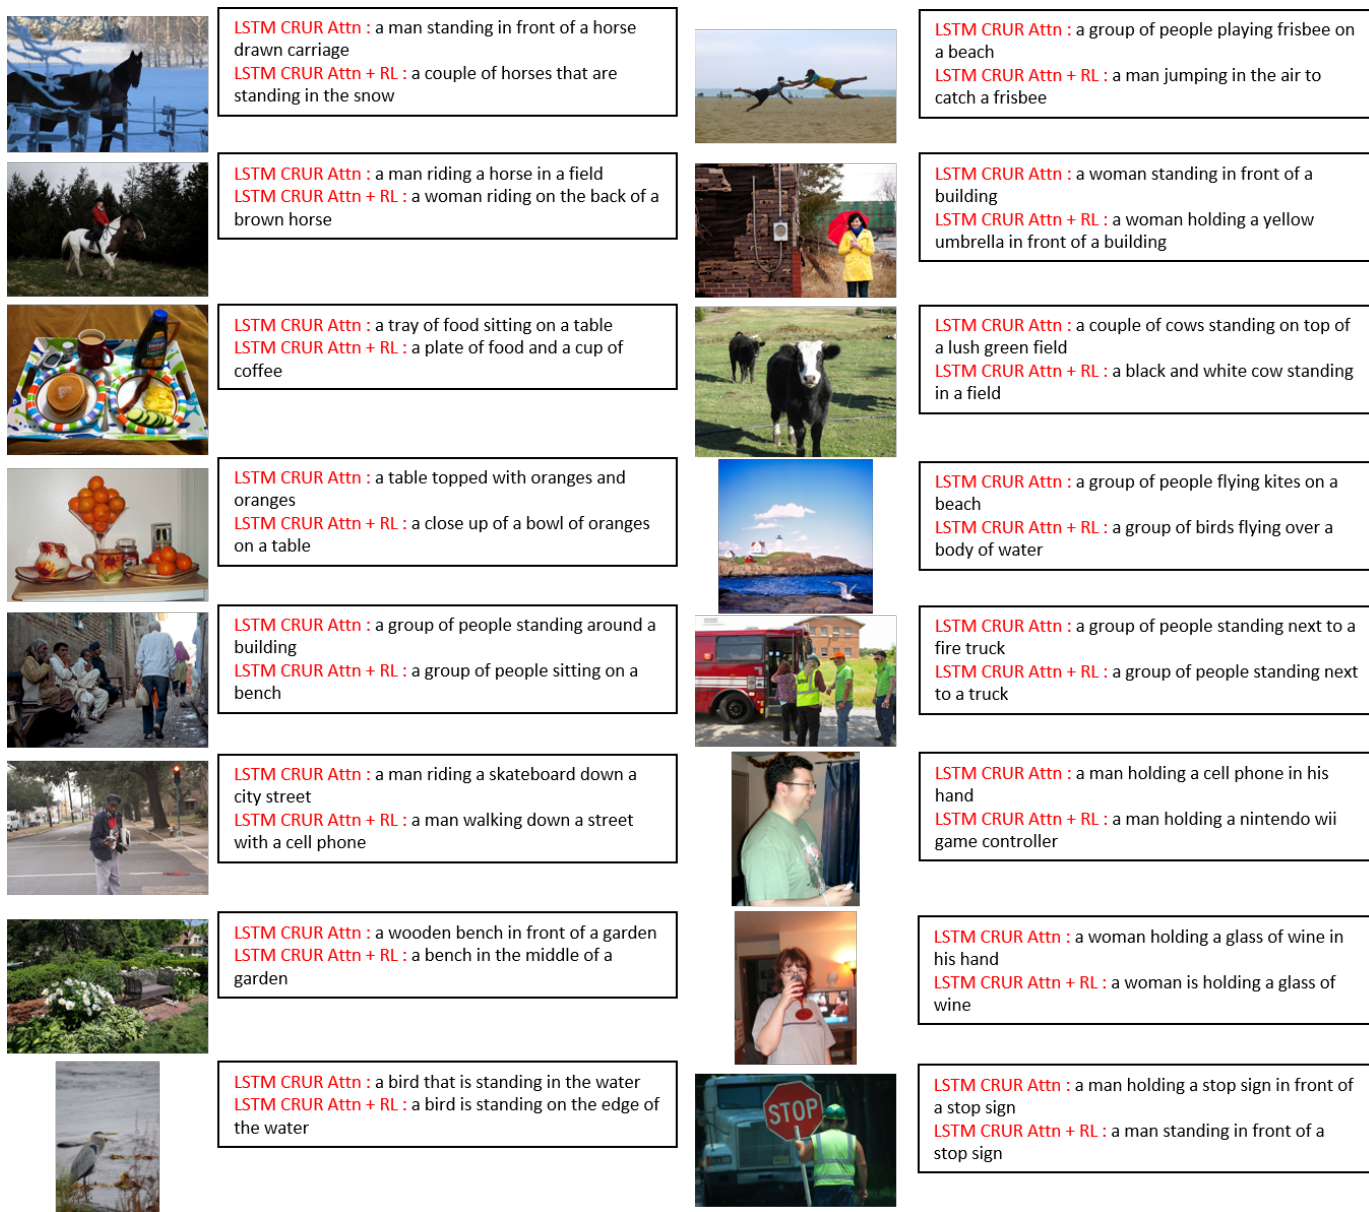 LSTM CRUR Attn : a man standing in front of a horse
drawn carriage
LSTM CRUR Attn + RL : a couple of horses that are
standing in the snow
LSTM CRUR Attn : a group of people playing frisbee on
a beach
LSTM CRUR Attn + RL : a man jumping in the air to
catch a frisbee
LSTM CRUR Attn : a man riding a horse in a field
LSTM CRUR Attn + RL : a woman riding on the back of a
brown horse
LSTM CRUR Attn : a woman standing in front of a
building
LSTM CRUR Attn + RL : a woman holding a yellow
umbrella in front of a building
LSTM CRUR Attn : a tray of food sitting on a table
LSTM CRUR Attn + RL : a plate of food and a cup of
coffee
LSTM CRUR Attn : a couple of cows standing on top of
a lush green field
LSTM CRUR Attn + RL : a black and white cow standing
in a field
LSTM CRUR Attn : a table topped with oranges and
oranges
LSTM CRUR Attn + RL : a close up of a bowl of oranges
on a table
LSTM CRUR Attn : a group of people flying kites on a
beach
LSTM CRUR Attn + RL : a group of birds flying over a
body of water
LSTM CRUR Attn : a group of people standing around a
building
LSTM CRUR Attn + RL : a group of people sitting on a
bench
LSTM CRUR Attn : a group of people standing next to a
fire truck
LSTM CRUR Attn + RL : a group of people standing next
to a truck
LSTM CRUR Attn : a man riding a skateboard down a
city street
LSTM CRUR Attn + RL : a man walking down a street
with a cell phone
LSTM CRUR Attn : a man holding a cell phone in his
hand
LSTM CRUR Attn + RL : a man holding a nintendo wii
game controller
LSTM CRUR Attn : a wooden bench in front of a garden
LSTM CRUR Attn + RL : a bench in the middle of a
garden
LSTM CRUR Attn : a woman holding a glass of wine in
his hand
LSTM CRUR Attn + RL : a woman is holding a glass of
wine
LSTM CRUR Attn : a bird that is standing in the water
LSTM CRUR Attn + RL : a bird is standing on the edge of
the water
STOP
LSTM CRUR Attn : a man holding a stop sign in front of
a stop sign
LSTM CRUR Attn + RL : a man standing in front of a
stop sign